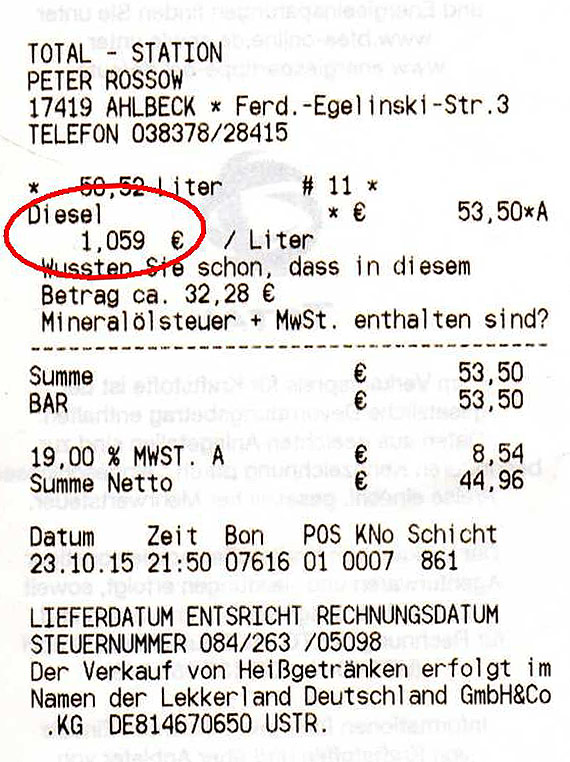 TOTAL - STATION
PETER ROSSOW
17419 AHLBECK * Ferd.-Egelinski-Str.3
TELEFON 038378/28415
* 50,52 Liter # 11 *
Diesel * € 53,50*A
1,059 € / Liter
Wussten Sie schon, dass in diesem
Betrag ca. 32,28 €
Mineralölsteuer + MwSt. enthalten sind?
Summe € 53,50
BAR € 53,50
19,00 % MWST. A € 8,54
Summe Netto € 44,96
Datum Zeit Bon POS KNo Schicht
23.10.15 21:50 07616 01 0007 861
LIEFERDATUM ENTSRICHT RECHNUNGSDATUM
STEUERNUMMER 084/263 /05098
Der Verkauf von Heißgetränken erfolgt im
Namen der Lekkerland Deutschland GmbH&Co
.KG DE814670650 USTR.